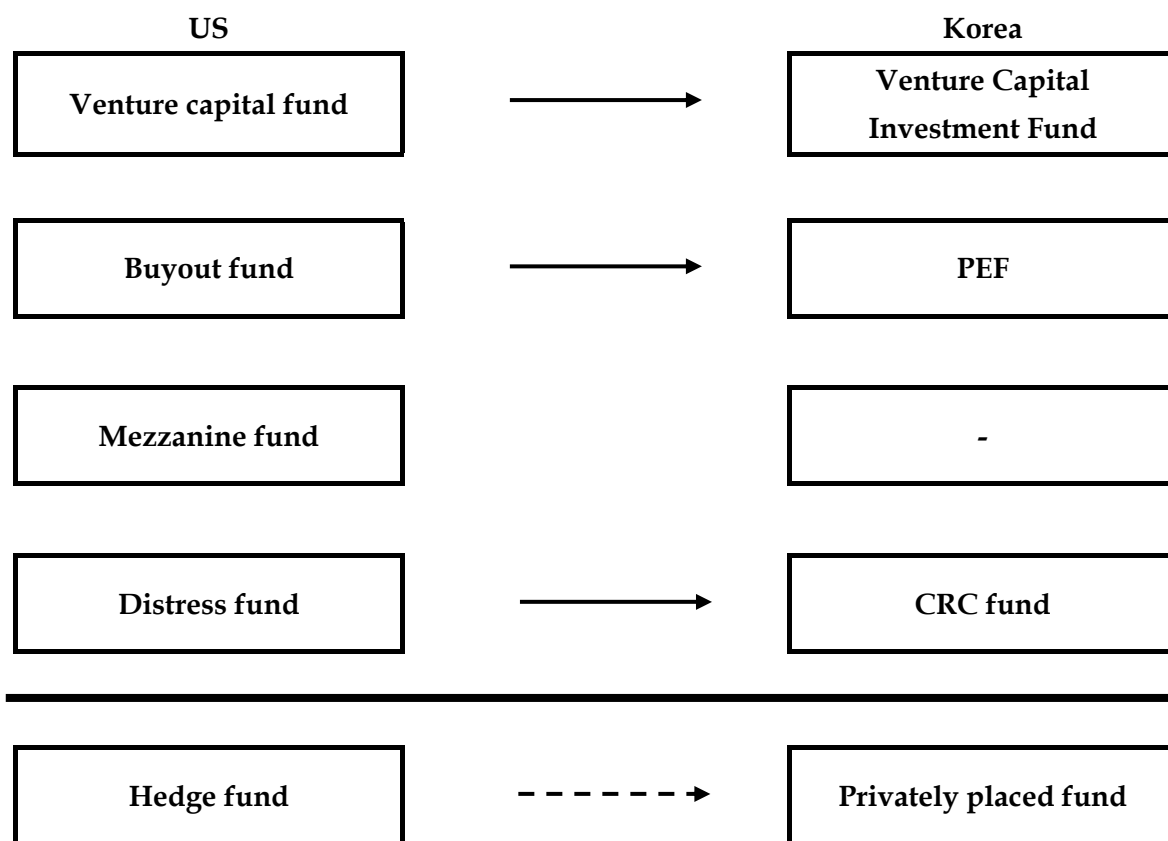 US
Korea
Venture capital fund
Venture Capital
Investment Fund
Buyout fund
PEF
Mezzanine fund
-
Distress fund
CRC fund
Hedge fund
Privately placed fund